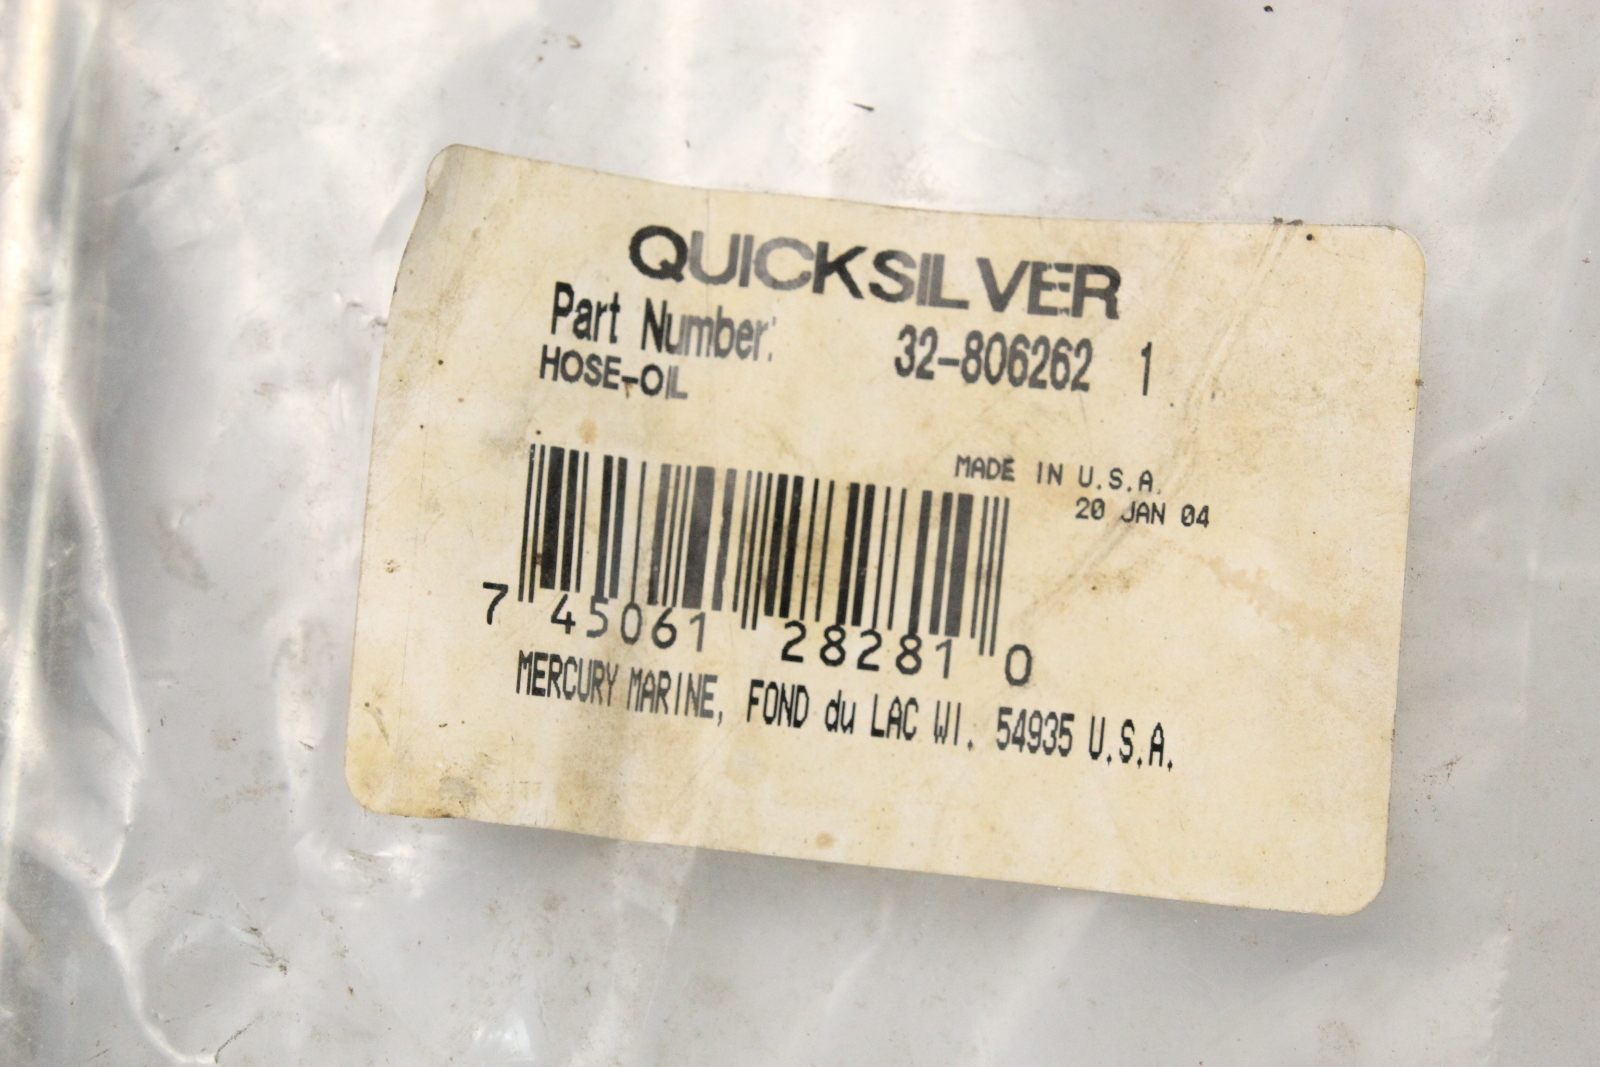 QUICKSILVER
Part Number: 32-806262 1
HOSE-OIL
MADE IN U.S.A.
20 JAN 04
7 45061 28281 0
MERCURY MARINE, FOND du LAC WI. 54935 U.S.A.